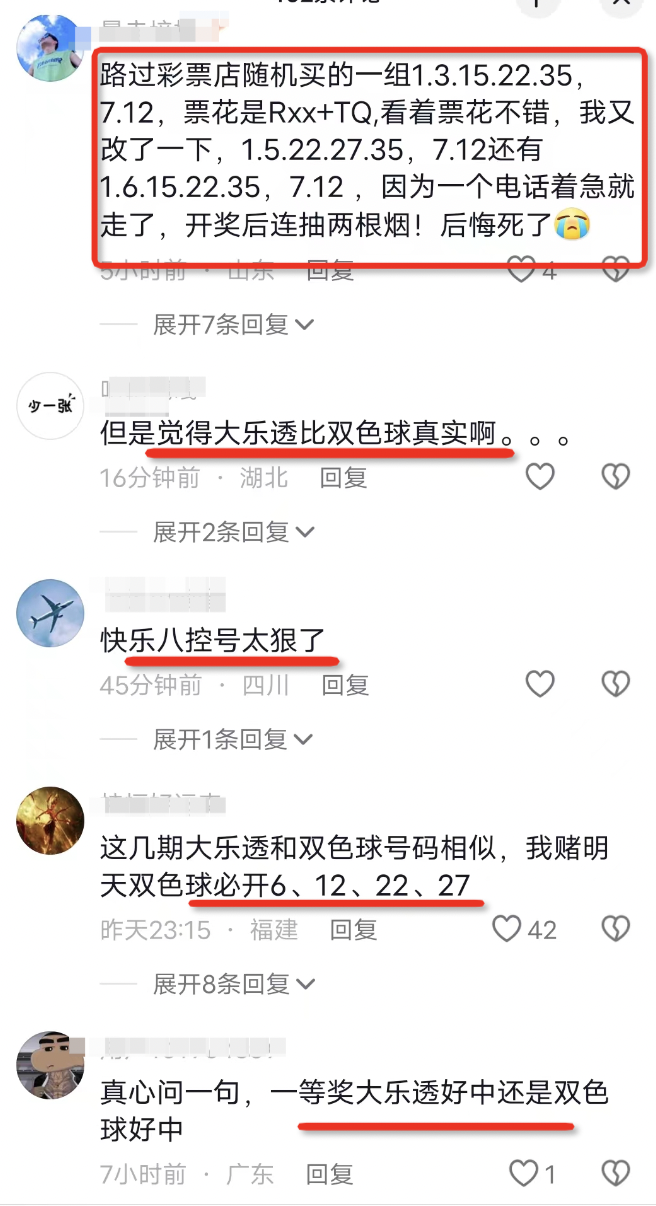 路过彩票店随机买的一组1.3.15.22.35，
7.12，票花是Rxx+TQ,看着票花不错，我又
改了一下，1.5.22.27.35，7.12还有
1.6.15.22.35，7.12 ，因为一个电话着急就
走了，开奖后连抽两根烟！后悔死了😭
5小时前 · 山东 回复 4
展开7条回复
少一张
但是觉得大乐透比双色球真实啊。。。
16分钟前 · 湖北 回复
展开2条回复
快乐八控号太狠了
45分钟前 · 四川 回复
展开1条回复
这几期大乐透和双色球号码相似，我赌明
天双色球必开6、12、22、27
昨天23:15 · 福建 回复 42
展开8条回复
真心问一句，一等奖大乐透好中还是双色
球好中
7小时前 · 广东 回复 1